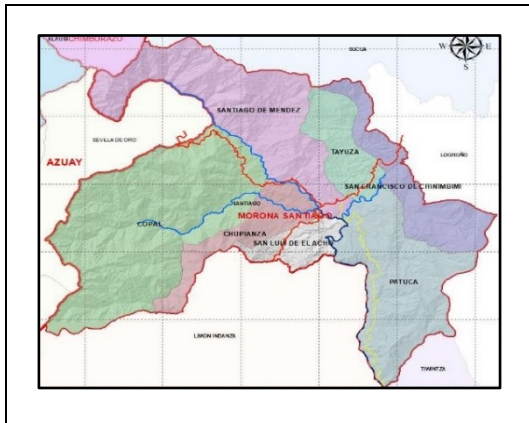 CHIMBORAZO
SUCUA
W E
S
SANTIAGO DE MENDEZ
SEVILLA DE ORO
TAYUZA
LOGROÑO
AZUAY
SAN FRANCISCO DE CHINIMBIMI
SANTIAGO
MORONA SANTIAGO
COPAL
CHUPIANZA
SAN LUIS DE EL ACHO
PATUCA
LIMON INDANZA
TIWINTZA